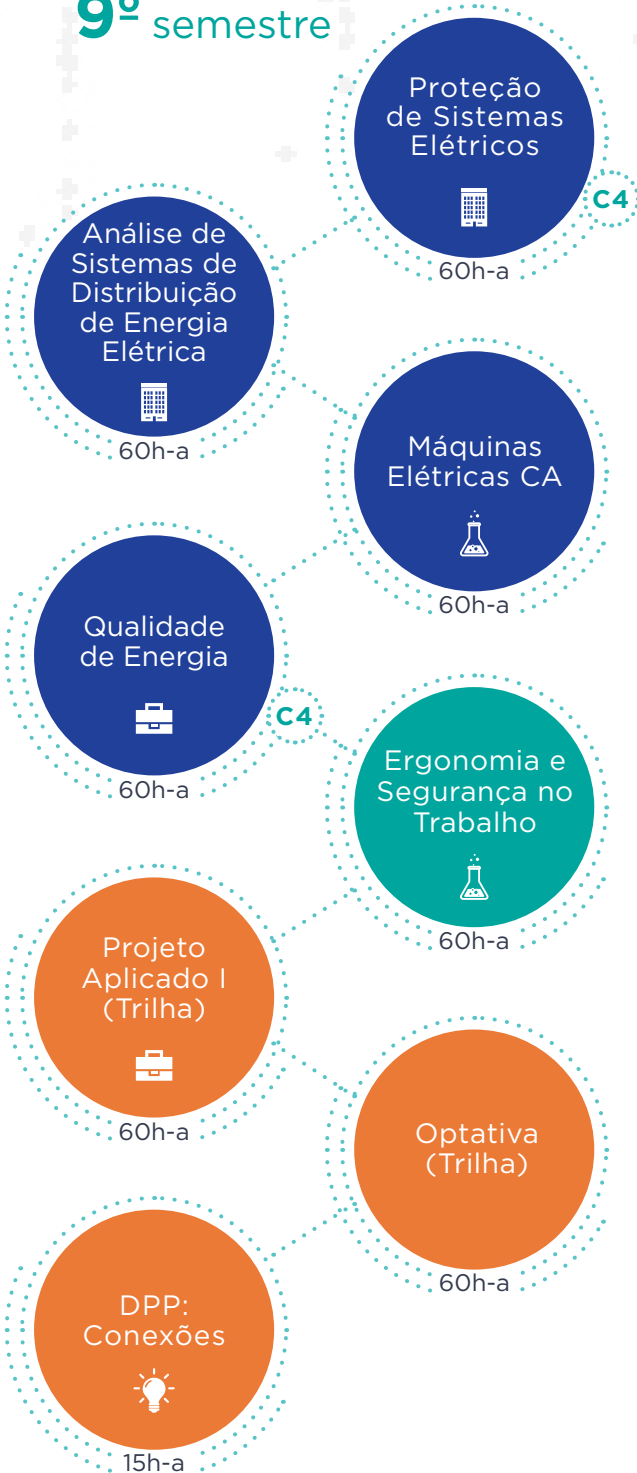 9º semestre
Proteção
de Sistemas
Elétricos
C4
60h-a
Análise de
Sistemas de
Distribuição
de Energia
Elétrica
60h-a
Máquinas
Elétricas CA
60h-a
Qualidade
de Energia
C4
60h-a
Ergonomia e
Segurança no
Trabalho
60h-a
Projeto
Aplicado I
(Trilha)
60h-a
Optativa
(Trilha)
60h-a
DPP:
Conexões
15h-a